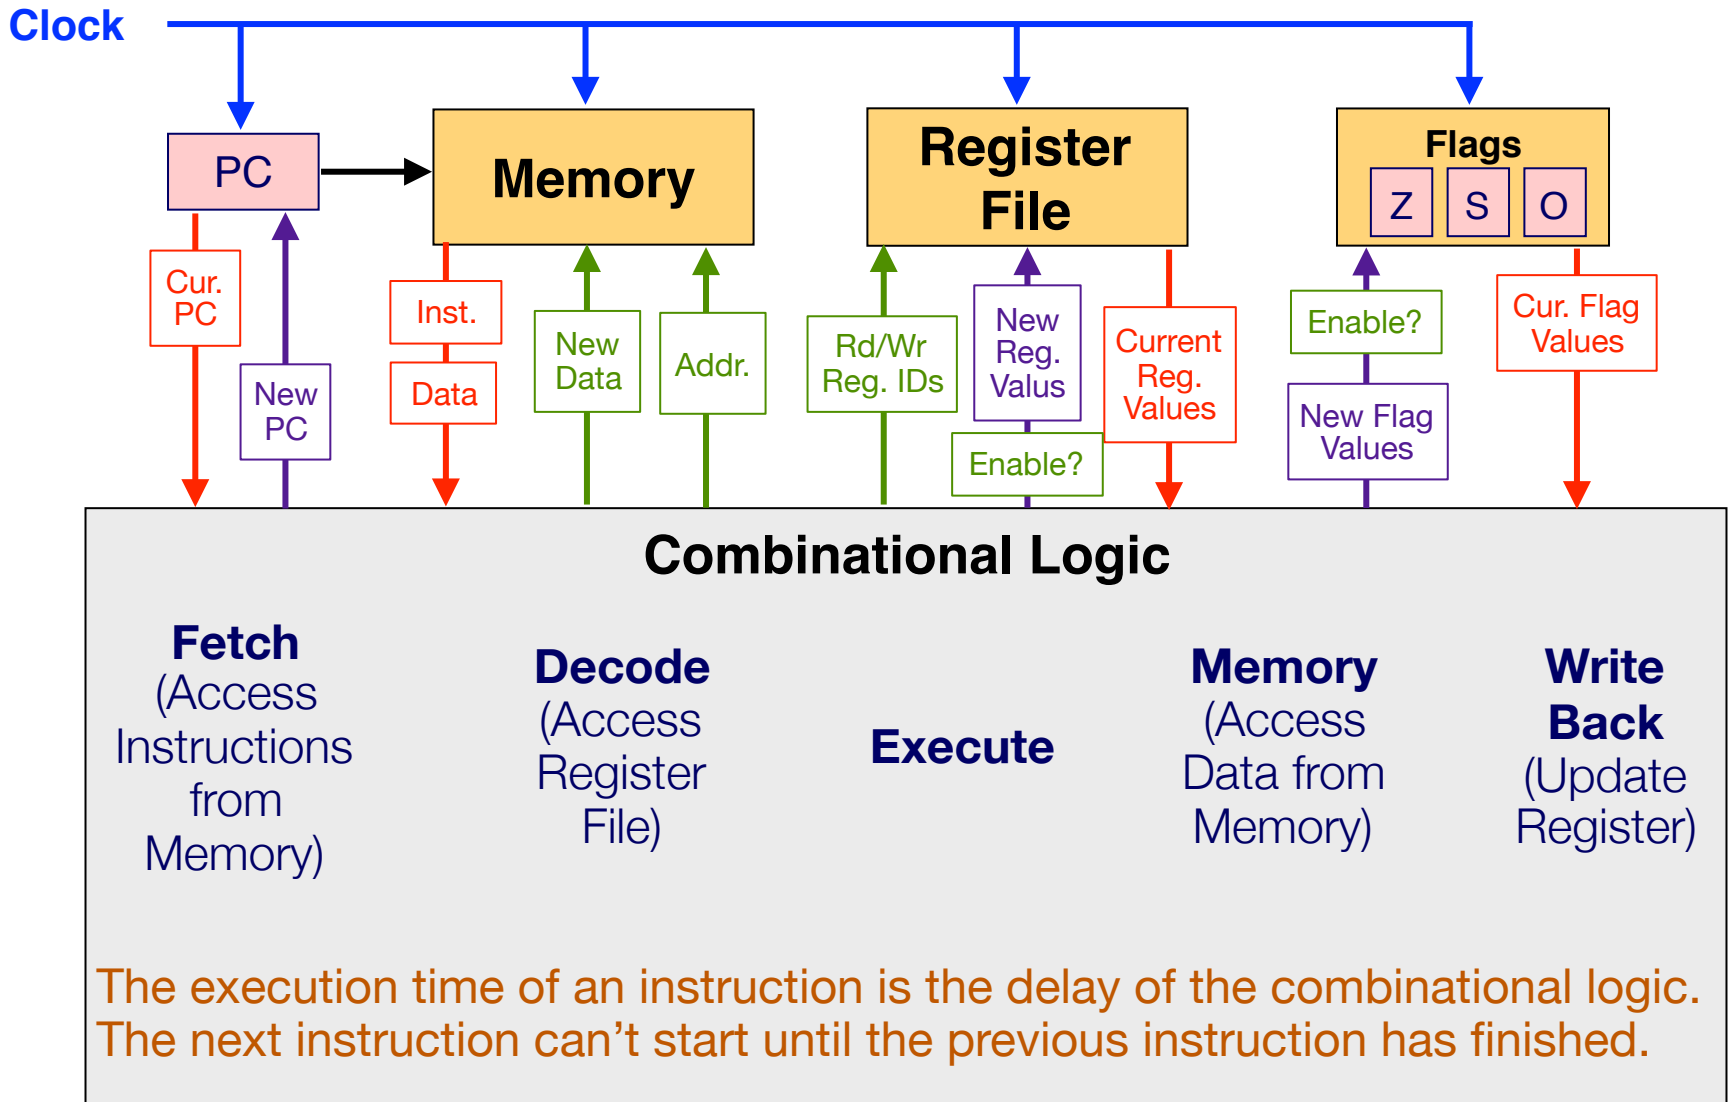 Clock
PC
Memory
Register
File
Flags
Z
S
O
Cur.
PC
New
PC
Inst.
Data
New
Data
Addr.
Rd/Wr
Reg. IDs
New
Reg.
Valus
Enable?
Current
Reg.
Values
Enable?
New Flag
Values
Cur. Flag
Values
Combinational Logic
Fetch
(Access
Instructions
from
Memory)
Decode
(Access
Register
File)
Execute
Memory
(Access
Data from
Memory)
Write
Back
(Update
Register)
The execution time of an instruction is the delay of the combinational logic.
The next instruction can’t start until the previous instruction has finished.